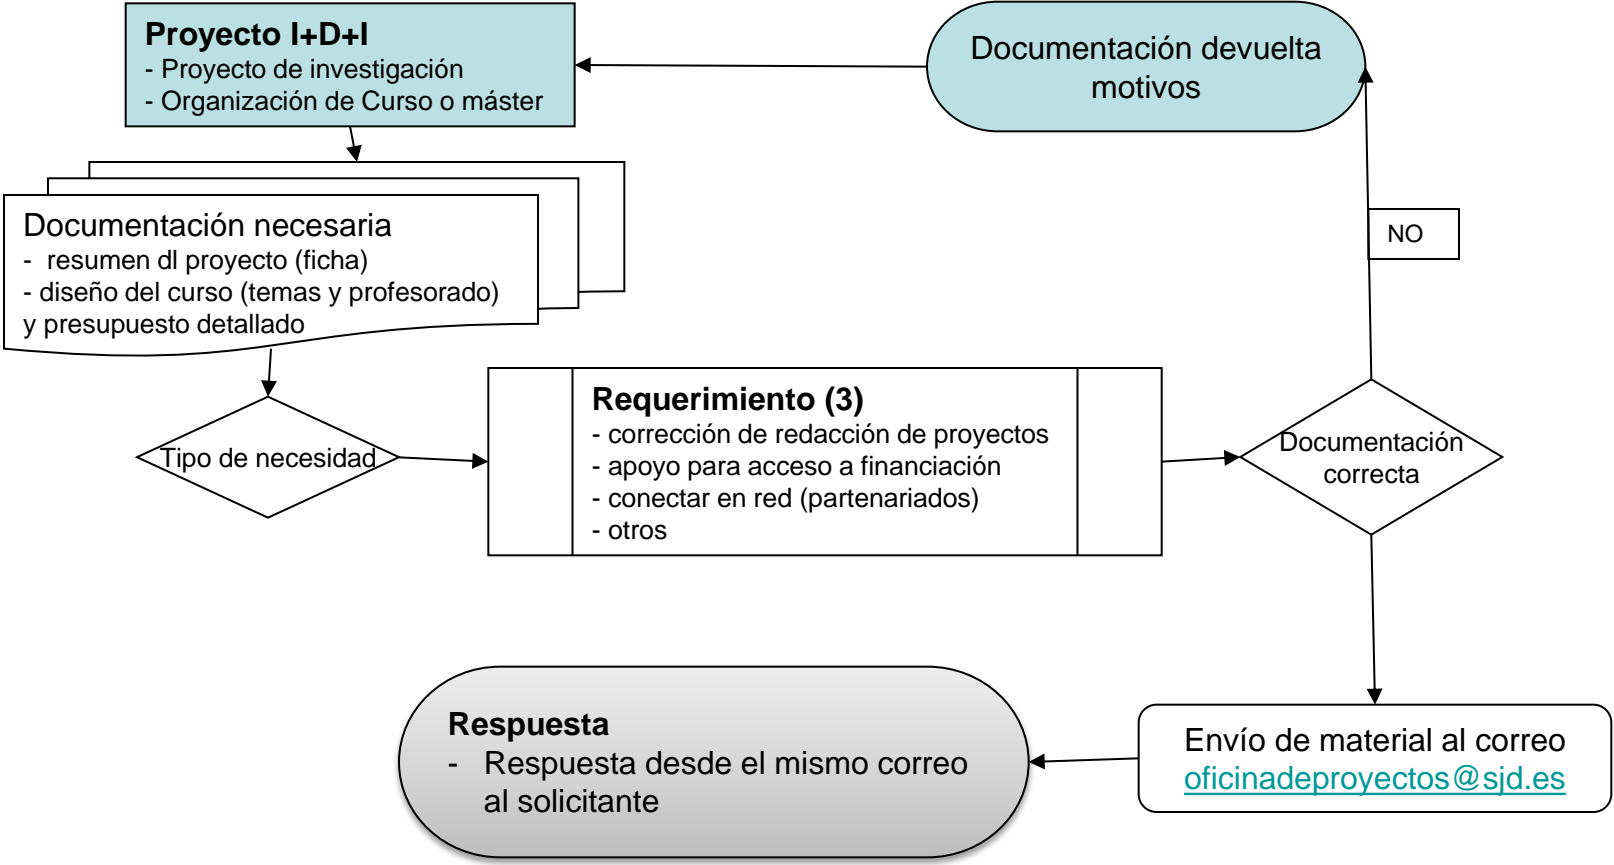 Proyecto I+D+I
- Proyecto de investigación
- Organización de Curso o máster
Documentación devuelta
motivos
Documentación necesaria
- resumen dl proyecto (ficha)
- diseño del curso (temas y profesorado)
y presupuesto detallado
NO
Tipo de necesidad
Requerimiento (3)
- corrección de redacción de proyectos
- apoyo para acceso a financiación
- conectar en red (partenariados)
- otros
Documentación
correcta
Respuesta
- Respuesta desde el mismo correo
al solicitante
Envío de material al correo
oficinadeproyectos@sjd.es